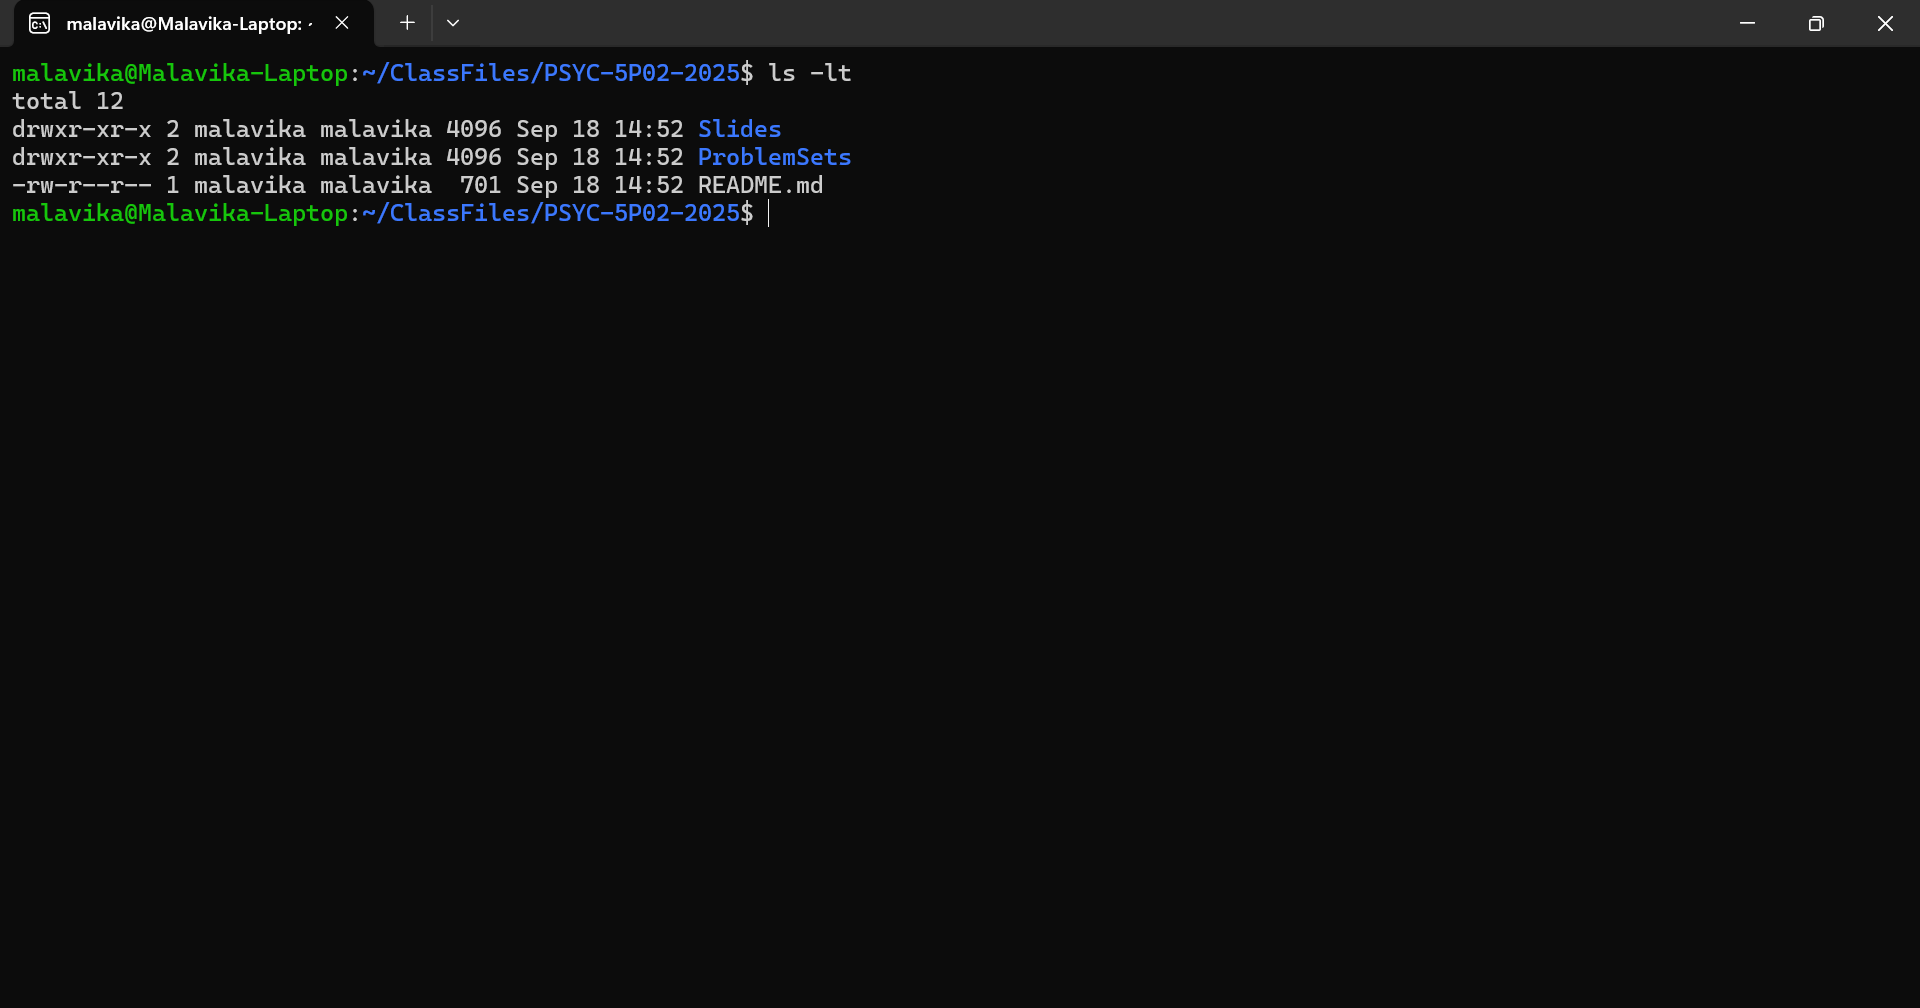 malavika@Malavika-Laptop: ~
malavika@Malavika-Laptop:~/ClassFiles/PSYC-5P02-2025$ ls -lt
total 12
drwxr-xr-x 2 malavika malavika 4096 Sep 18 14:52 Slides
drwxr-xr-x 2 malavika malavika 4096 Sep 18 14:52 ProblemSets
-rw-r--r-- 1 malavika malavika  701 Sep 18 14:52 README.md
malavika@Malavika-Laptop:~/ClassFiles/PSYC-5P02-2025$